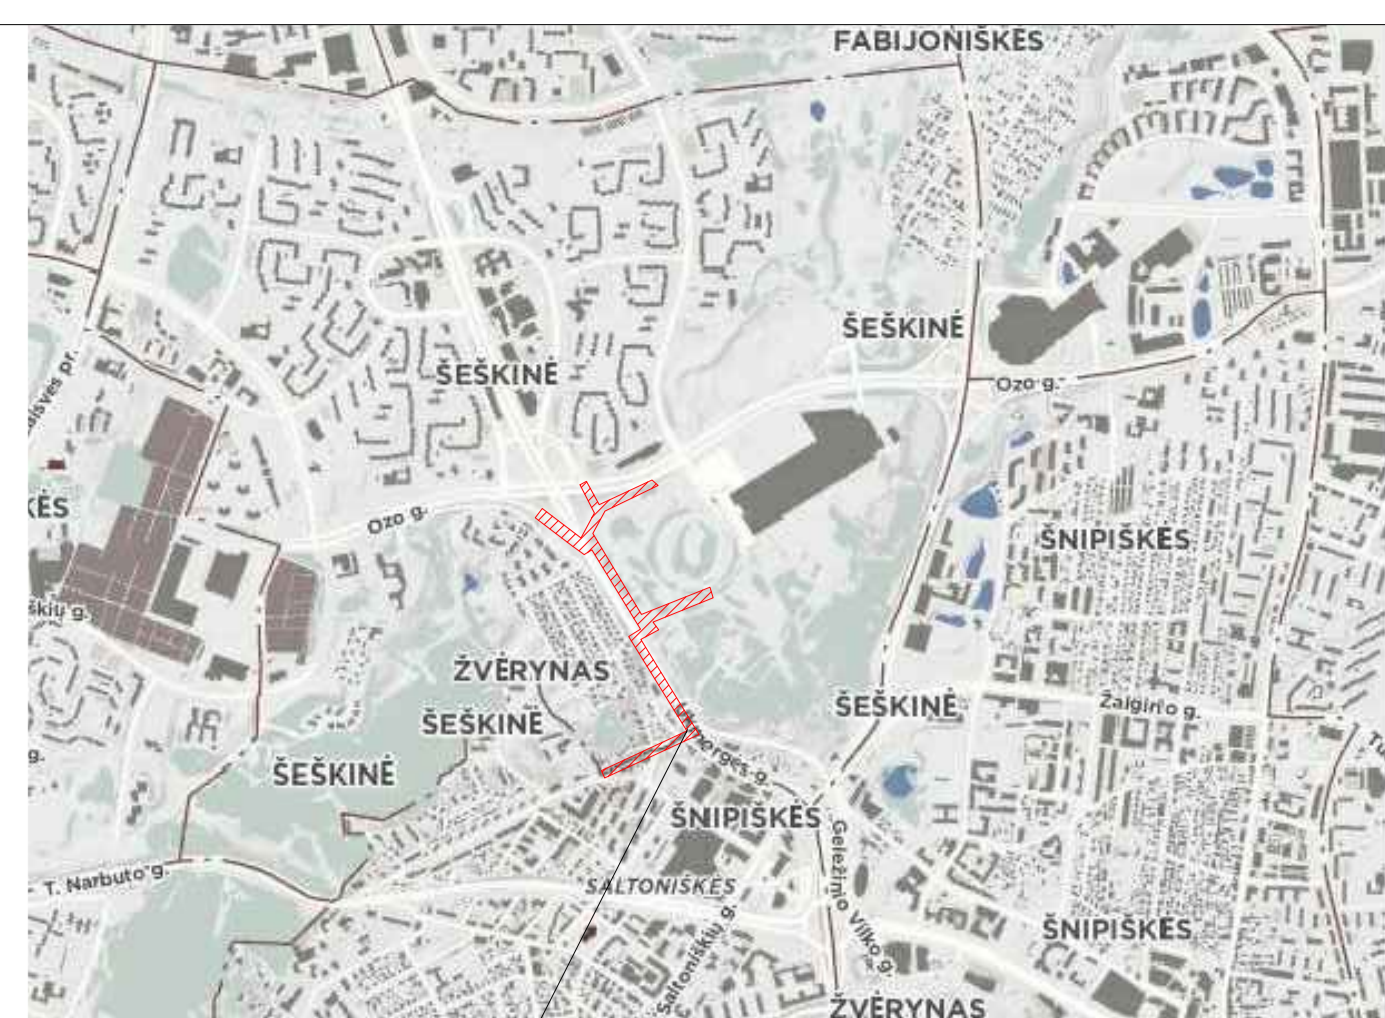 FABIJONIŠKĖS
ŠEŠKINĖ
ŠEŠKINĖ
Ozo g.
Ozo g.
ŠNIPIŠKĖS
ŽVĖRYNAS
ŠEŠKINĖ
ŠEŠKINĖ
Žalgirio g.
ŠEŠKINĖ
ŠNIPIŠKĖS
T. Narbuto g.
SALTONIŠKĖS
Geležinio Vilko g.
Saltoniškių g.
ŠNIPIŠKĖS
ŽVĖRYNAS